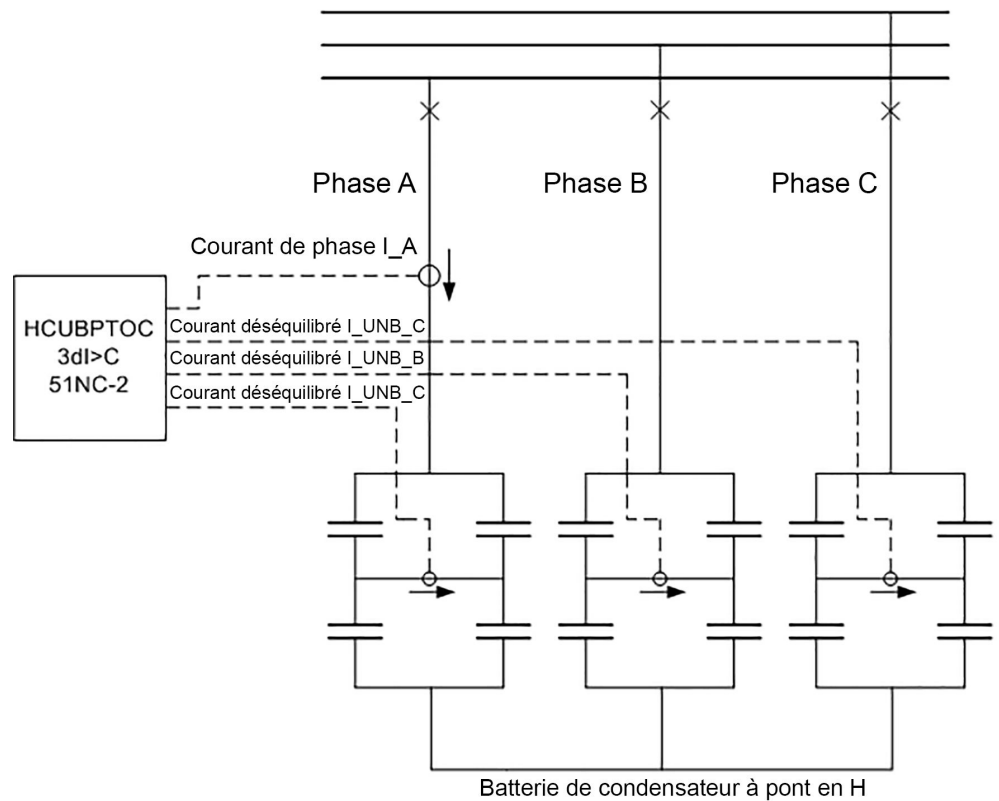 Phase A
Phase B
Phase C
Courant de phase I_A
HCUBPTOC
3dI>C
51NC-2
Courant déséquilibré I_UNB_C
Courant déséquilibré I_UNB_B
Courant déséquilibré I_UNB_C
Batterie de condensateur à pont en H